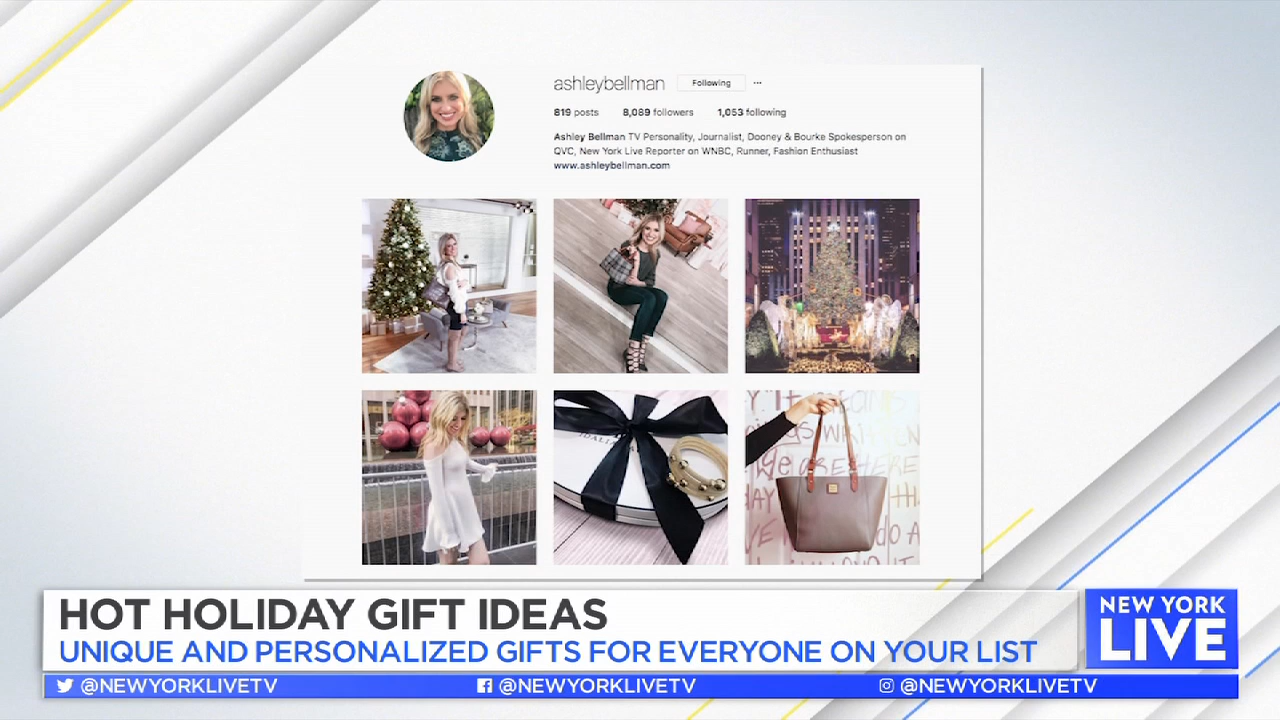 ashleybellman Following ...
819 posts 8,089 followers 1,053 following
Ashley Bellman TV Personality, Journalist, Dooney & Bourke Spokesperson on
QVC, New York Live Reporter on WNBC, Runner, Fashion Enthusiast
www.ashleybellman.com
HOT HOLIDAY GIFT IDEAS
UNIQUE AND PERSONALIZED GIFTS FOR EVERYONE ON YOUR LIST
NEW YORK
LIVE
@NEWYORKLIVETV @NEWYORKLIVETV @NEWYORKLIVETV